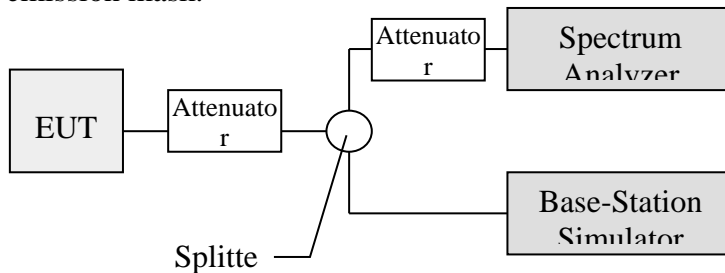 emission mask.
Attenuato
r
Spectrum
Analyzer
EUT
Attenuato
r
Base-Station
Simulator
Splitte